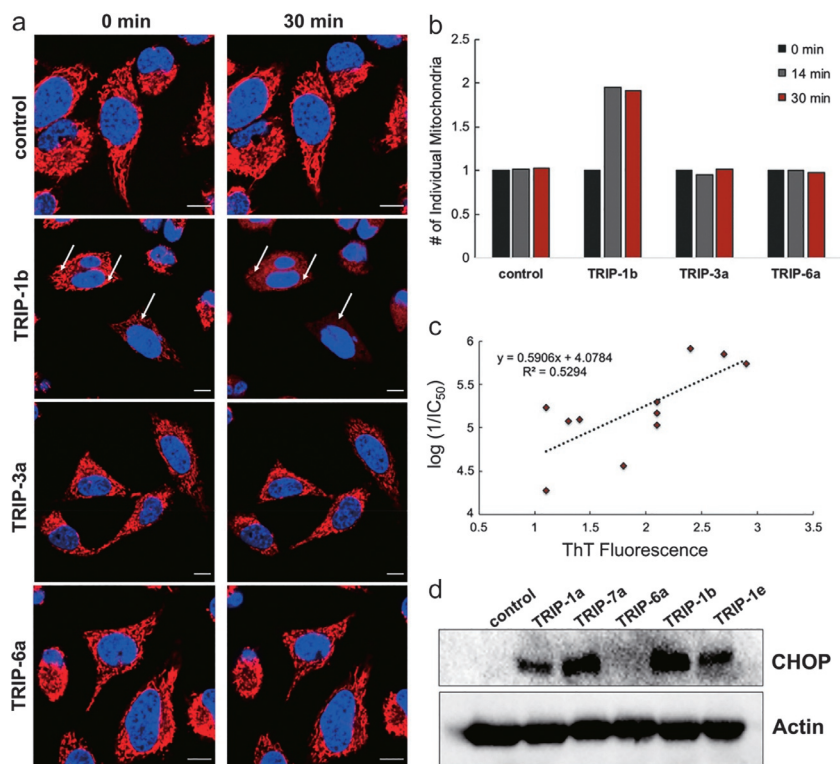 a
0 min 30 min
control
TRIP-1b
TRIP-3a
TRIP-6a
b
# of Individual Mitochondria
2.5
2
1.5
1
0.5
0
0 min
14 min
30 min
control TRIP-1b TRIP-3a TRIP-6a
c
log (1/IC₅₀)
y = 0.5906x + 4.0784
R² = 0.5294
6
5.5
5
4.5
4
0.5 1 1.5 2 2.5 3 3.5
ThT Fluorescence
d
control TRIP-1a TRIP-7a TRIP-6a TRIP-1b TRIP-1e
CHOP
Actin